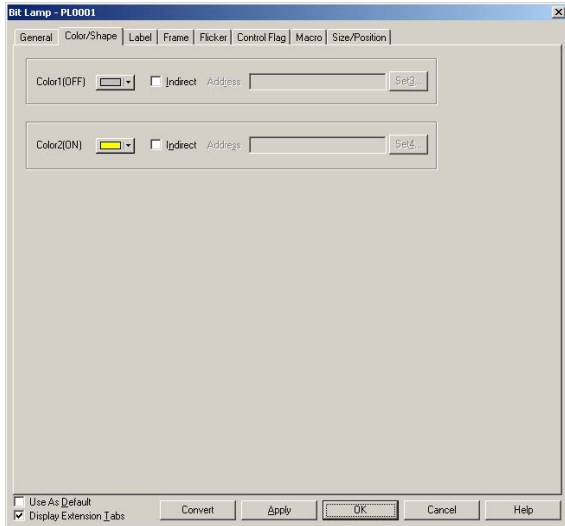 Bit Lamp - PL0001
General Color/Shape Label Frame Flicker Control Flag Macro Size/Position
Color1(OFF) Indirect Address Set3...
Color2(ON) Indirect Address Set4...
Use As Default
Display Extension Tabs
Convert Apply OK Cancel Help